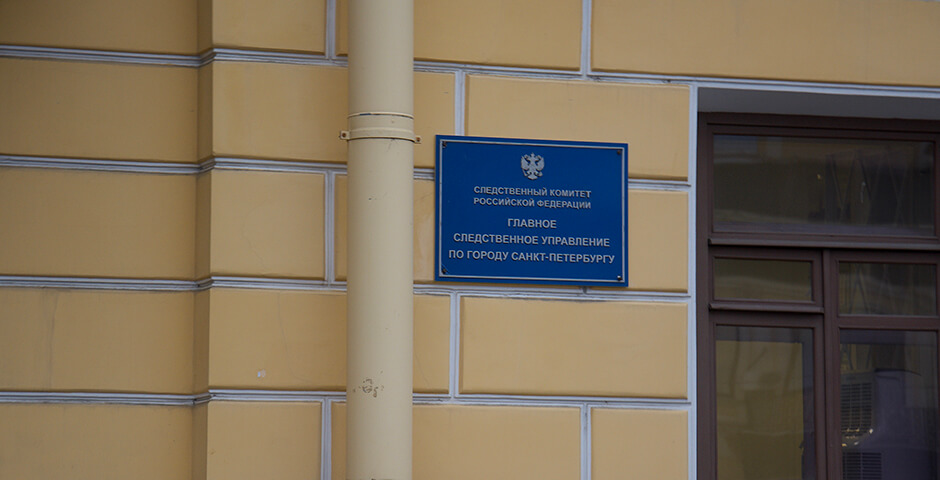 СЛЕДСТВЕННЫЙ КОМИТЕТ
РОССИЙСКОЙ ФЕДЕРАЦИИ
ГЛАВНОЕ
СЛЕДСТВЕННОЕ УПРАВЛЕНИЕ
ПО ГОРОДУ САНКТ-ПЕТЕРБУРГУ